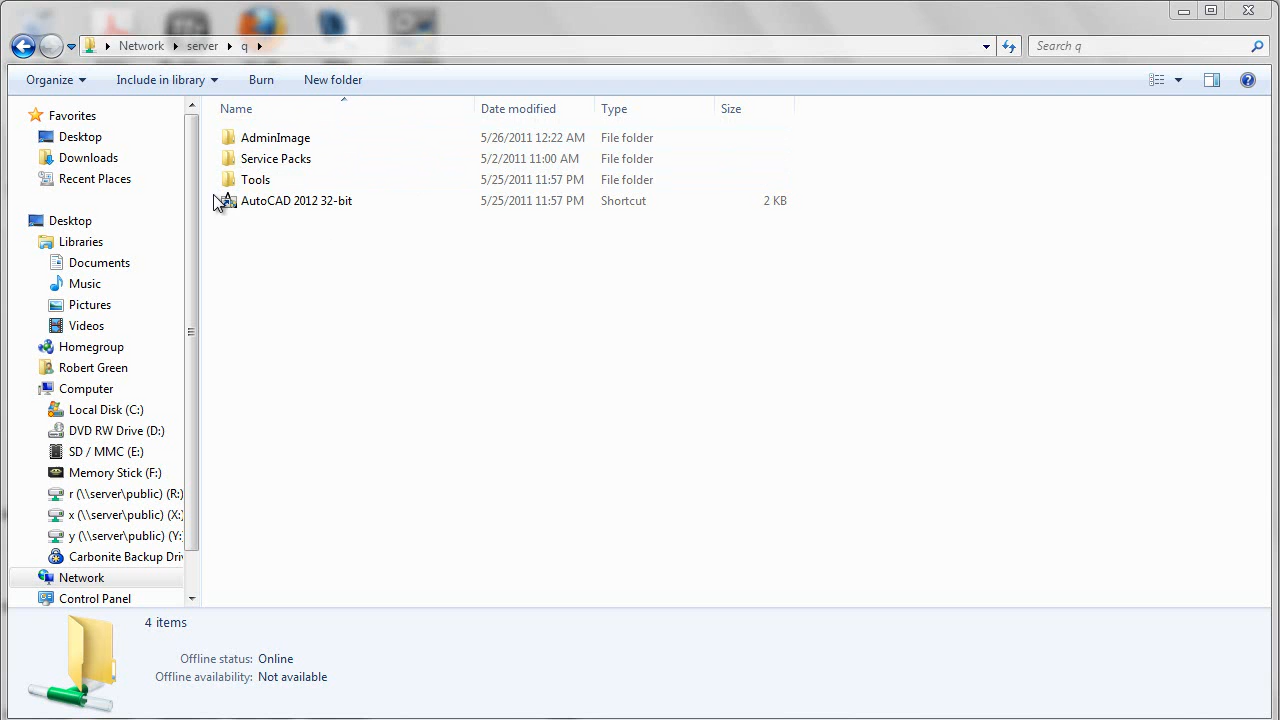 Network server q
Search q
Organize Include in library Burn New folder
Name Date modified Type Size
Favorites
Desktop
Downloads
Recent Places
Desktop
Libraries
Documents
Music
Pictures
Videos
Homegroup
Robert Green
Computer
Local Disk (C:)
DVD RW Drive (D:)
SD / MMC (E:)
Memory Stick (F:)
r (\\server\public) (R:)
x (\\server\public) (X:)
y (\\server\public) (Y:
Carbonite Backup Driv
Network
Control Panel
AdminImage 5/26/2011 12:22 AM File folder
Service Packs 5/2/2011 11:00 AM File folder
Tools 5/25/2011 11:57 PM File folder
AutoCAD 2012 32-bit 5/25/2011 11:57 PM Shortcut 2 KB
4 items
Offline status: Online
Offline availability: Not available